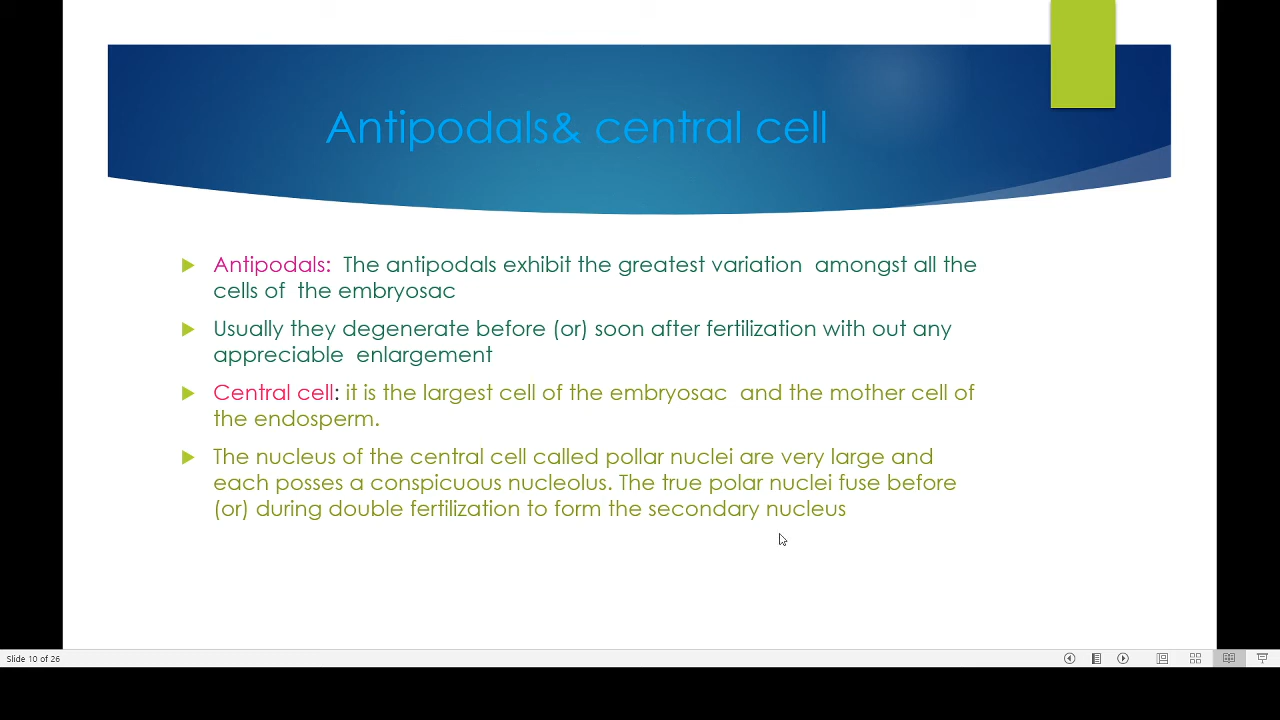 Antipodals& central cell
Antipodals:  The antipodals exhibit the greatest variation  amongst all the
cells of  the embryosac
Usually they degenerate before (or) soon after fertilization with out any
appreciable  enlargement
Central cell: it is the largest cell of the embryosac  and the mother cell of
the endosperm.
The nucleus of the central cell called pollar nuclei are very large and
each posses a conspicuous nucleolus. The true polar nuclei fuse before
(or) during double fertilization to form the secondary nucleus
Slide 10 of 26